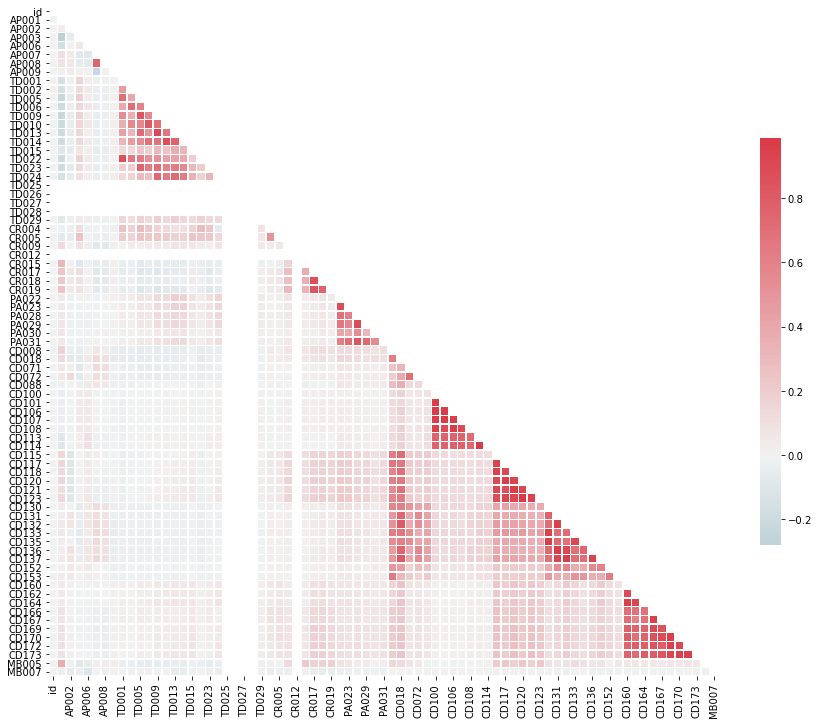 id
AP001
AP002
AP003
AP006
AP007
AP008
AP009
TD001
TD002
TD005
TD006
TD009
TD010
TD013
TD014
TD015
TD022
TD023
TD024
TD025
TD026
TD027
TD028
TD029
CR004
CR005
CR009
CR012
CR015
CR017
CR018
CR019
PA022
PA023
PA028
PA029
PA030
PA031
CD008
CD018
CD071
CD072
CD088
CD100
CD101
CD106
CD107
CD108
CD113
CD114
CD115
CD117
CD118
CD120
CD121
CD123
CD130
CD131
CD132
CD133
CD135
CD136
CD137
CD152
CD153
CD160
CD162
CD164
CD166
CD167
CD169
CD170
CD172
CD173
MB005
MB007
id
AP002
AP006
AP008
TD001
TD005
TD009
TD013
TD015
TD023
TD025
TD027
TD029
CR005
CR012
CR017
CR019
PA023
PA029
PA031
CD018
CD072
CD100
CD106
CD108
CD114
CD117
CD120
CD123
CD131
CD133
CD136
CD152
CD160
CD164
CD167
CD170
CD173
MB007
0.8
0.6
0.4
0.2
0.0
−0.2